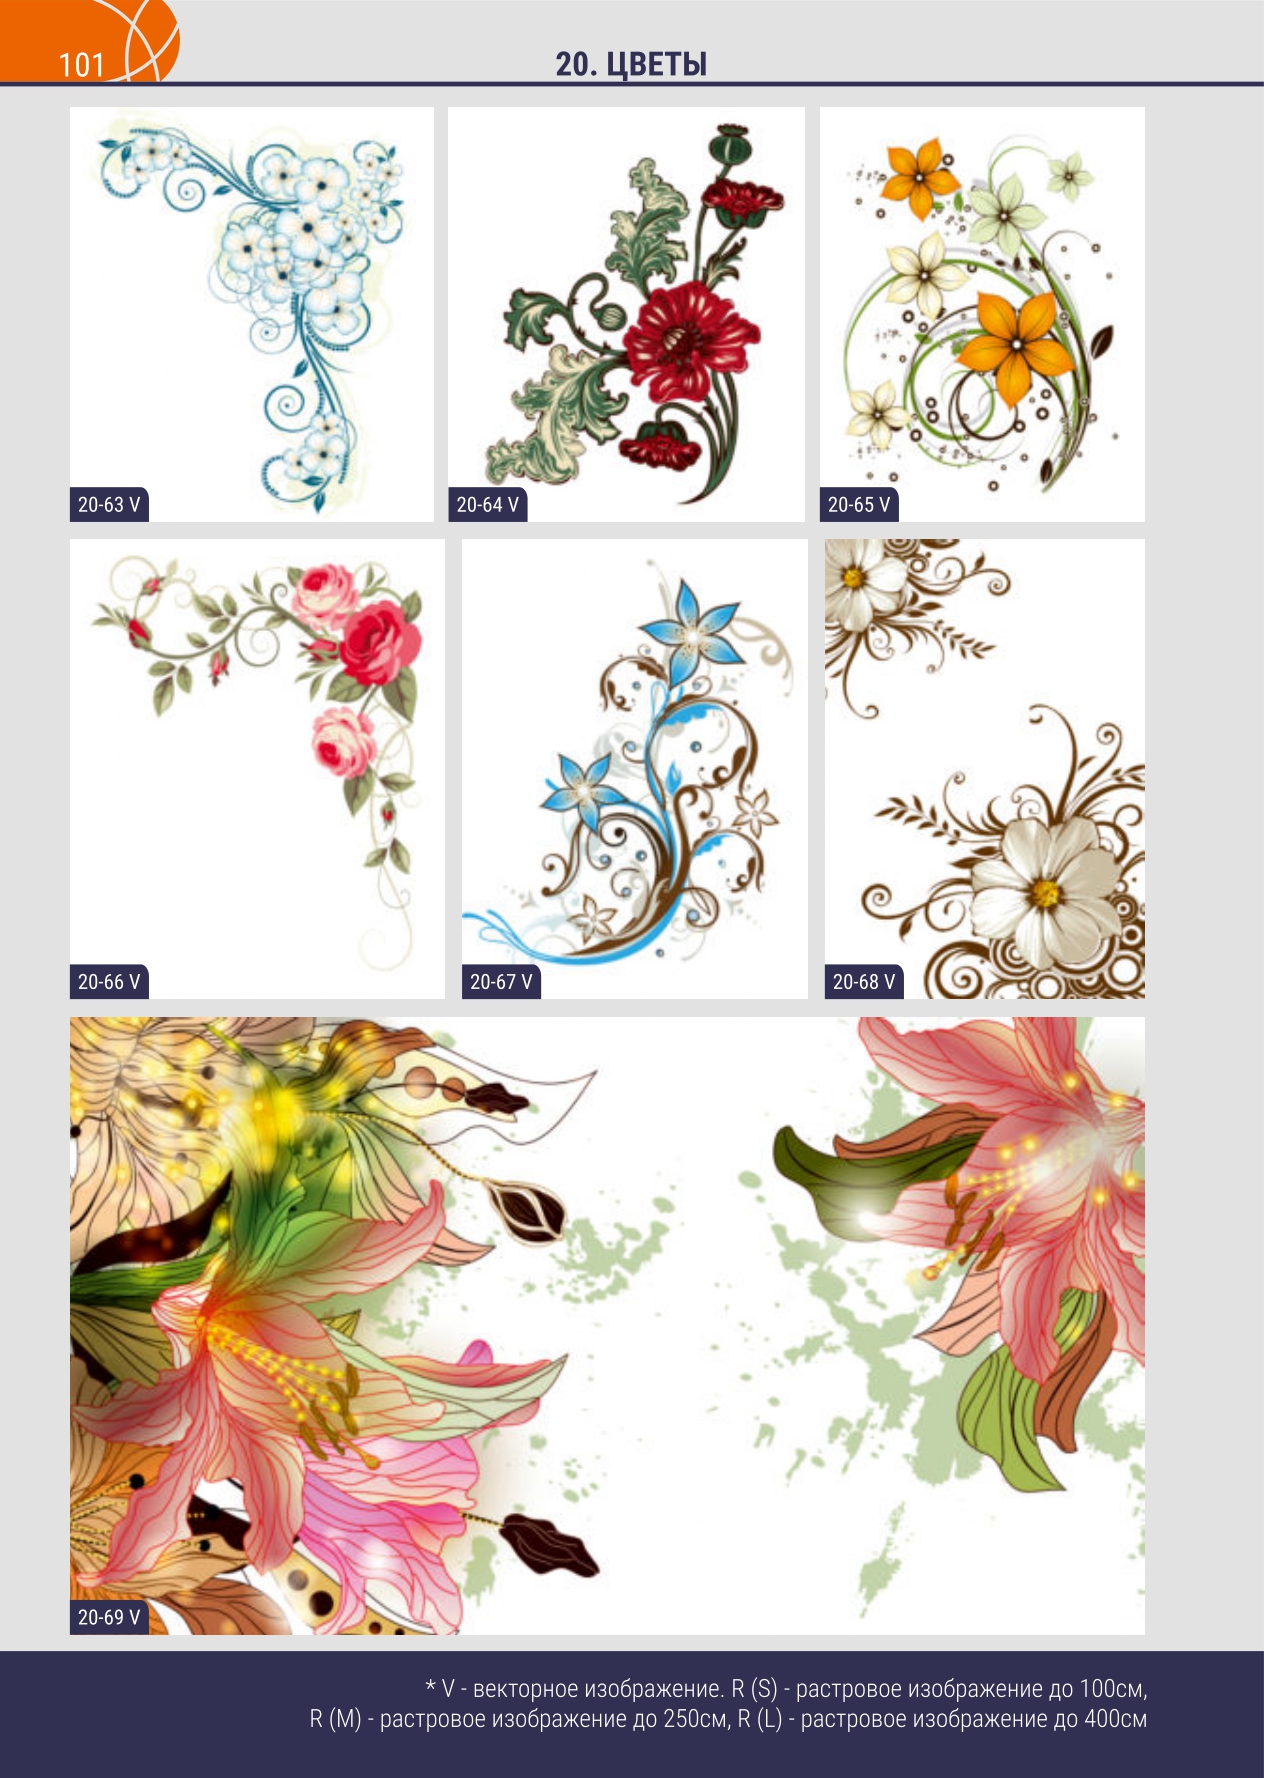 101
20. ЦВЕТЫ
20-63 V
20-64 V
20-65 V
20-66 V
20-67 V
20-68 V
20-69 V
* V - векторное изображение. R (S) - растровое изображение до 100см,
R (M) - растровое изображение до 250см, R (L) - растровое изображение до 400см